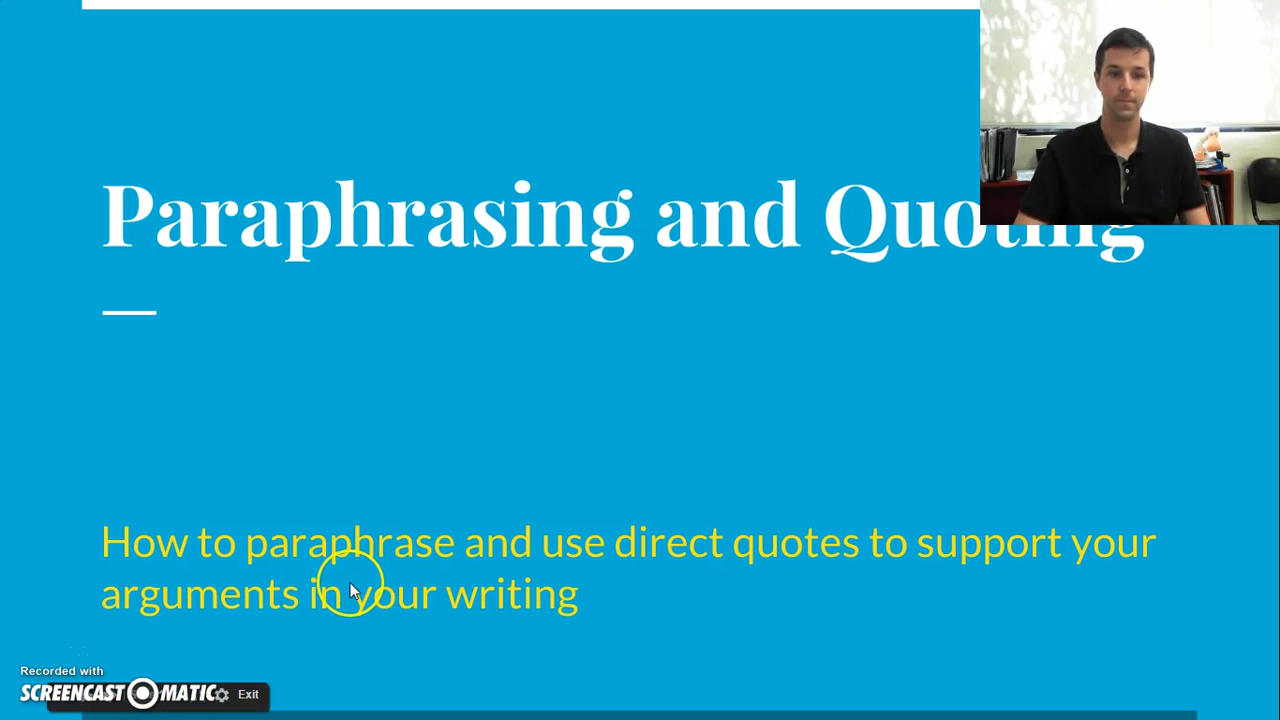 Paraphrasing and Quoting
How to paraphrase and use direct quotes to support your
arguments in your writing
Recorded with
SCREENCAST MATIC
Exit